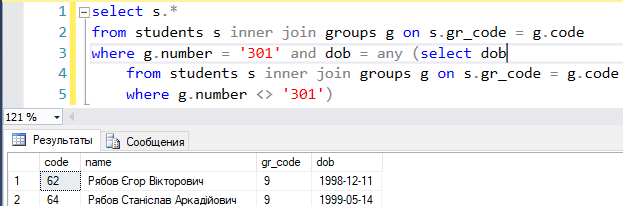 1 select s.*
2 from students s inner join groups g on s.gr_code = g.code
3 where g.number = '301' and dob = any (select dob
4 from students s inner join groups g on s.gr_code = g.code
5 where g.number <> '301')
121 %
Результаты Сообщения
code name gr_code dob
1 62 Рябов Єгор Вікторович 9 1998-12-11
2 64 Рябов Станіслав Аркадійович 9 1999-05-14